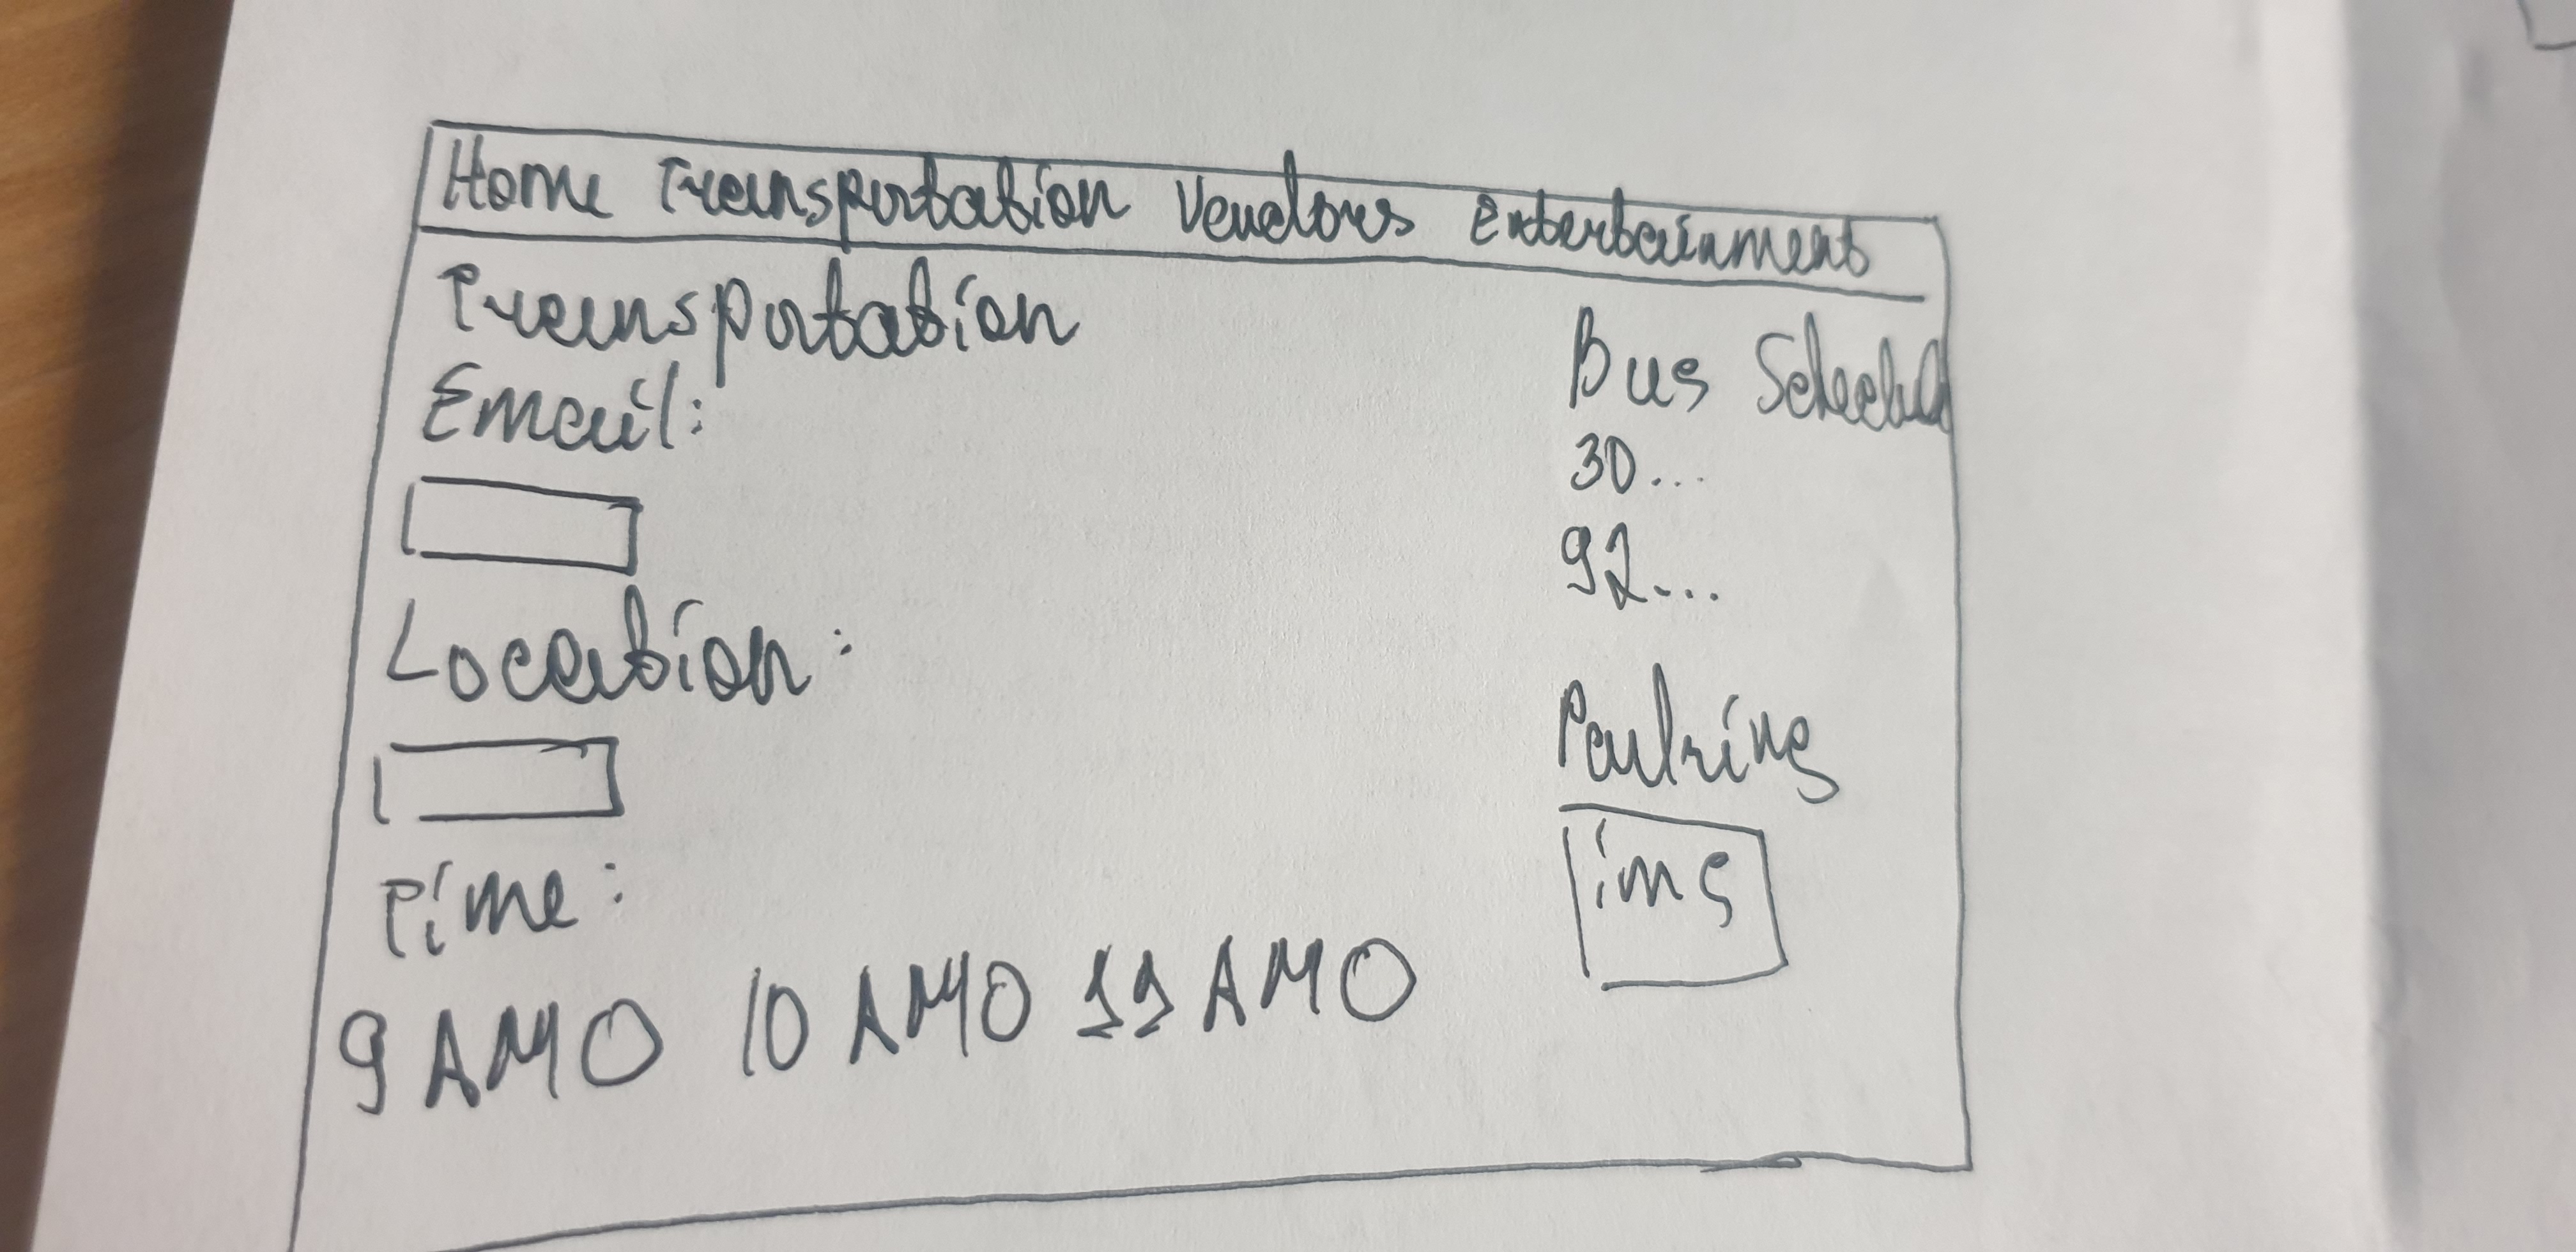 Home Transportation Vendors Entertainment
Transportation
Email:
Location:
Time:
9 AM 10 AM 11 AM
Bus Schedul
30...
92...
Parking
img